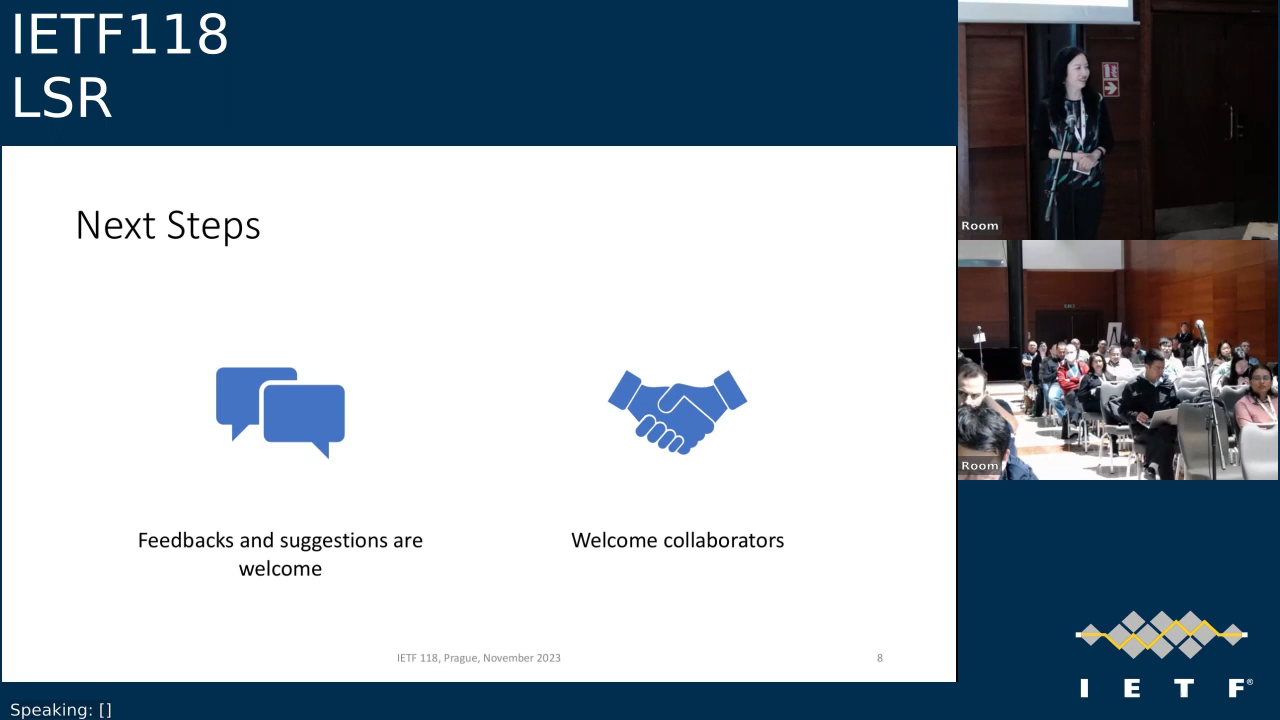 IETF118
LSR
Next Steps
Feedbacks and suggestions are
welcome
Welcome collaborators
IETF 118, Prague, November 2023
8
Room
Room
I E T F®
Speaking: []